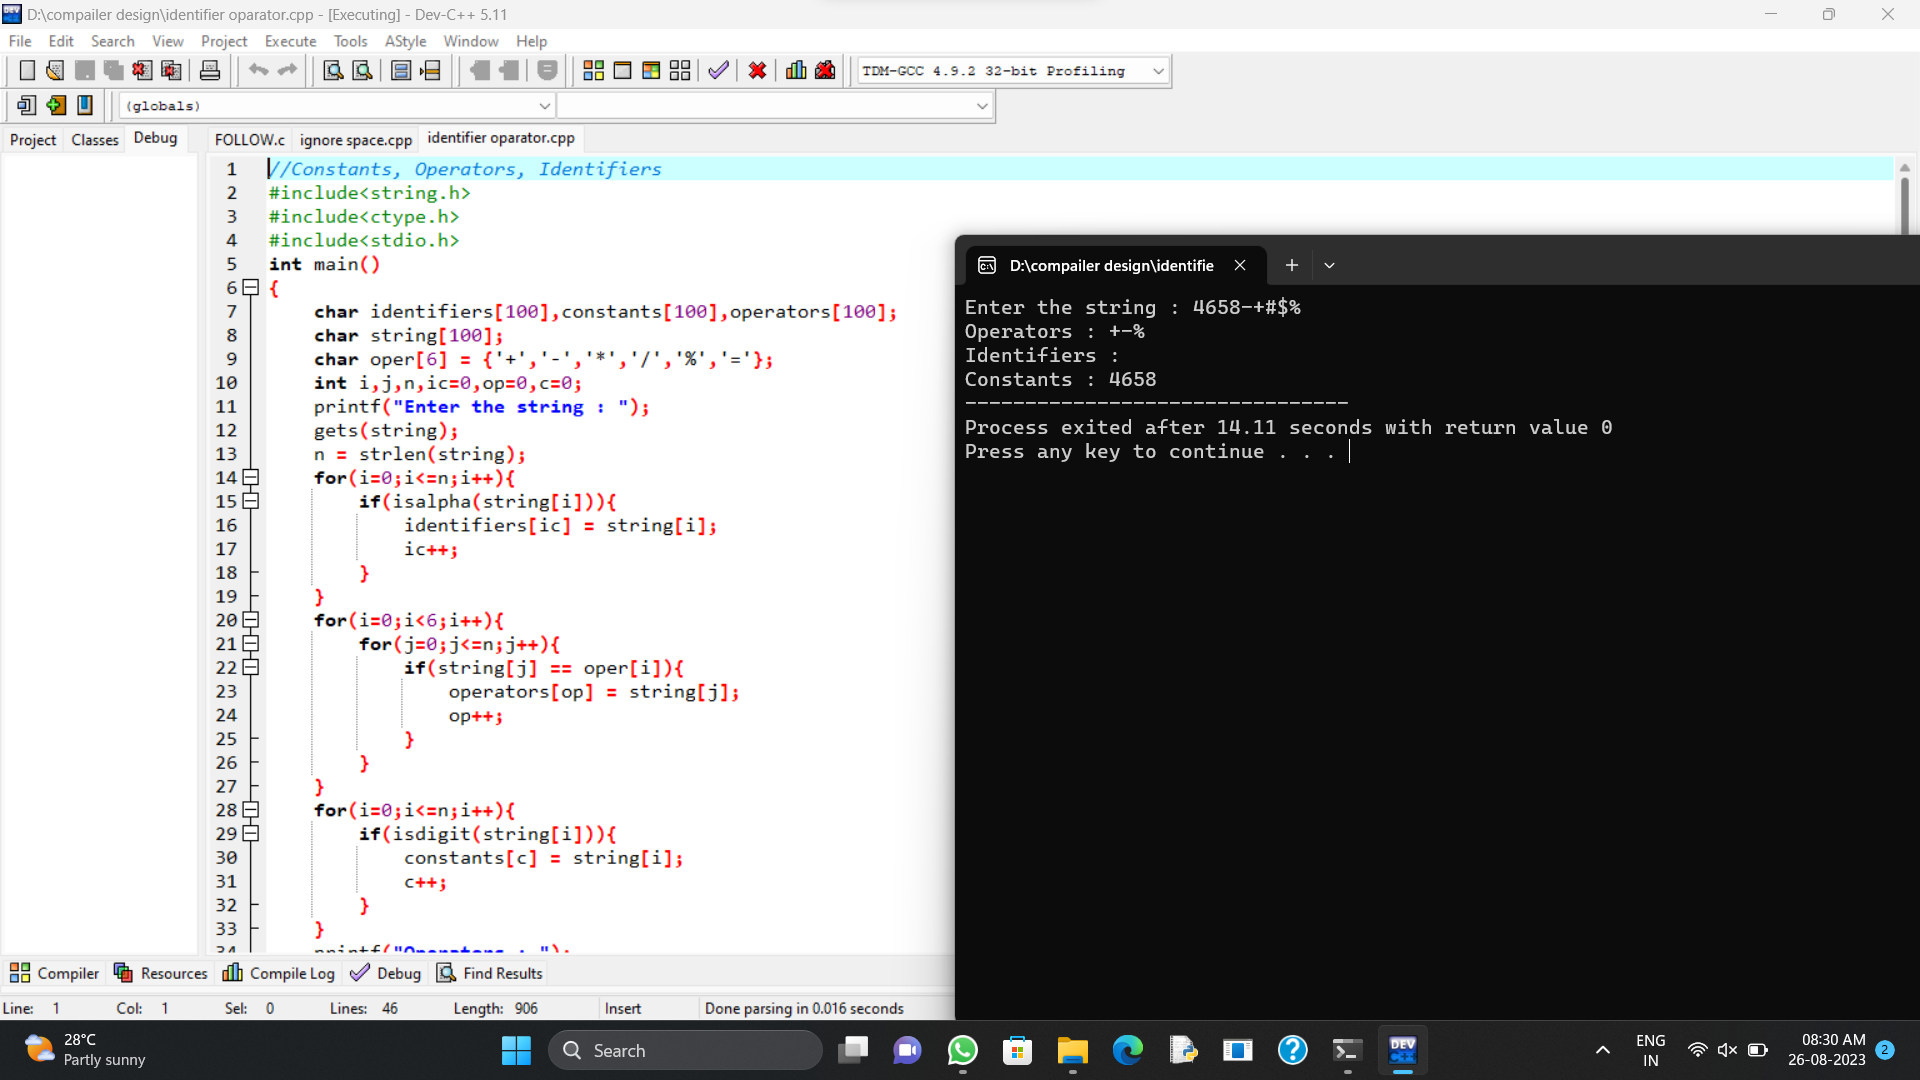 D:\compailer design\identifier oparator.cpp - [Executing] - Dev-C++ 5.11
File Edit Search View Project Execute Tools AStyle Window Help
TDM-GCC 4.9.2 32-bit Profiling
(globals)
Project Classes Debug FOLLOW.c ignore space.cpp identifier oparator.cpp
1 //Constants, Operators, Identifiers
2 #include<string.h>
3 #include<ctype.h>
4 #include<stdio.h>
5 int main()
6 {
7 char identifiers[100],constants[100],operators[100];
8 char string[100];
9 char oper[6] = {'+','-','*','/','%','='};
10 int i,j,n,ic=0,op=0,c=0;
11 printf("Enter the string : ");
12 gets(string);
13 n = strlen(string);
14 for(i=0;i<=n;i++){
15 if(isalpha(string[i])){
16 identifiers[ic] = string[i];
17 ic++;
18 }
19 }
20 for(i=0;i<6;i++){
21 for(j=0;j<=n;j++){
22 if(string[j] == oper[i]){
23 operators[op] = string[j];
24 op++;
25 }
26 }
27 }
28 for(i=0;i<=n;i++){
29 if(isdigit(string[i])){
30 constants[c] = string[i];
31 c++;
32 }
33 }
34 printf("Operators : ");
D:\compailer design\identifie
Enter the string : 4658-+#$%
Operators : +-%
Identifiers :
Constants : 4658
--------------------------------
Process exited after 14.11 seconds with return value 0
Press any key to continue . . .
Compiler Resources Compile Log Debug Find Results
Line: 1 Col: 1 Sel: 0 Lines: 46 Length: 906 Insert Done parsing in 0.016 seconds
28°C
Partly sunny
Search
DEV C++
ENG
IN
08:30 AM
26-08-2023
2